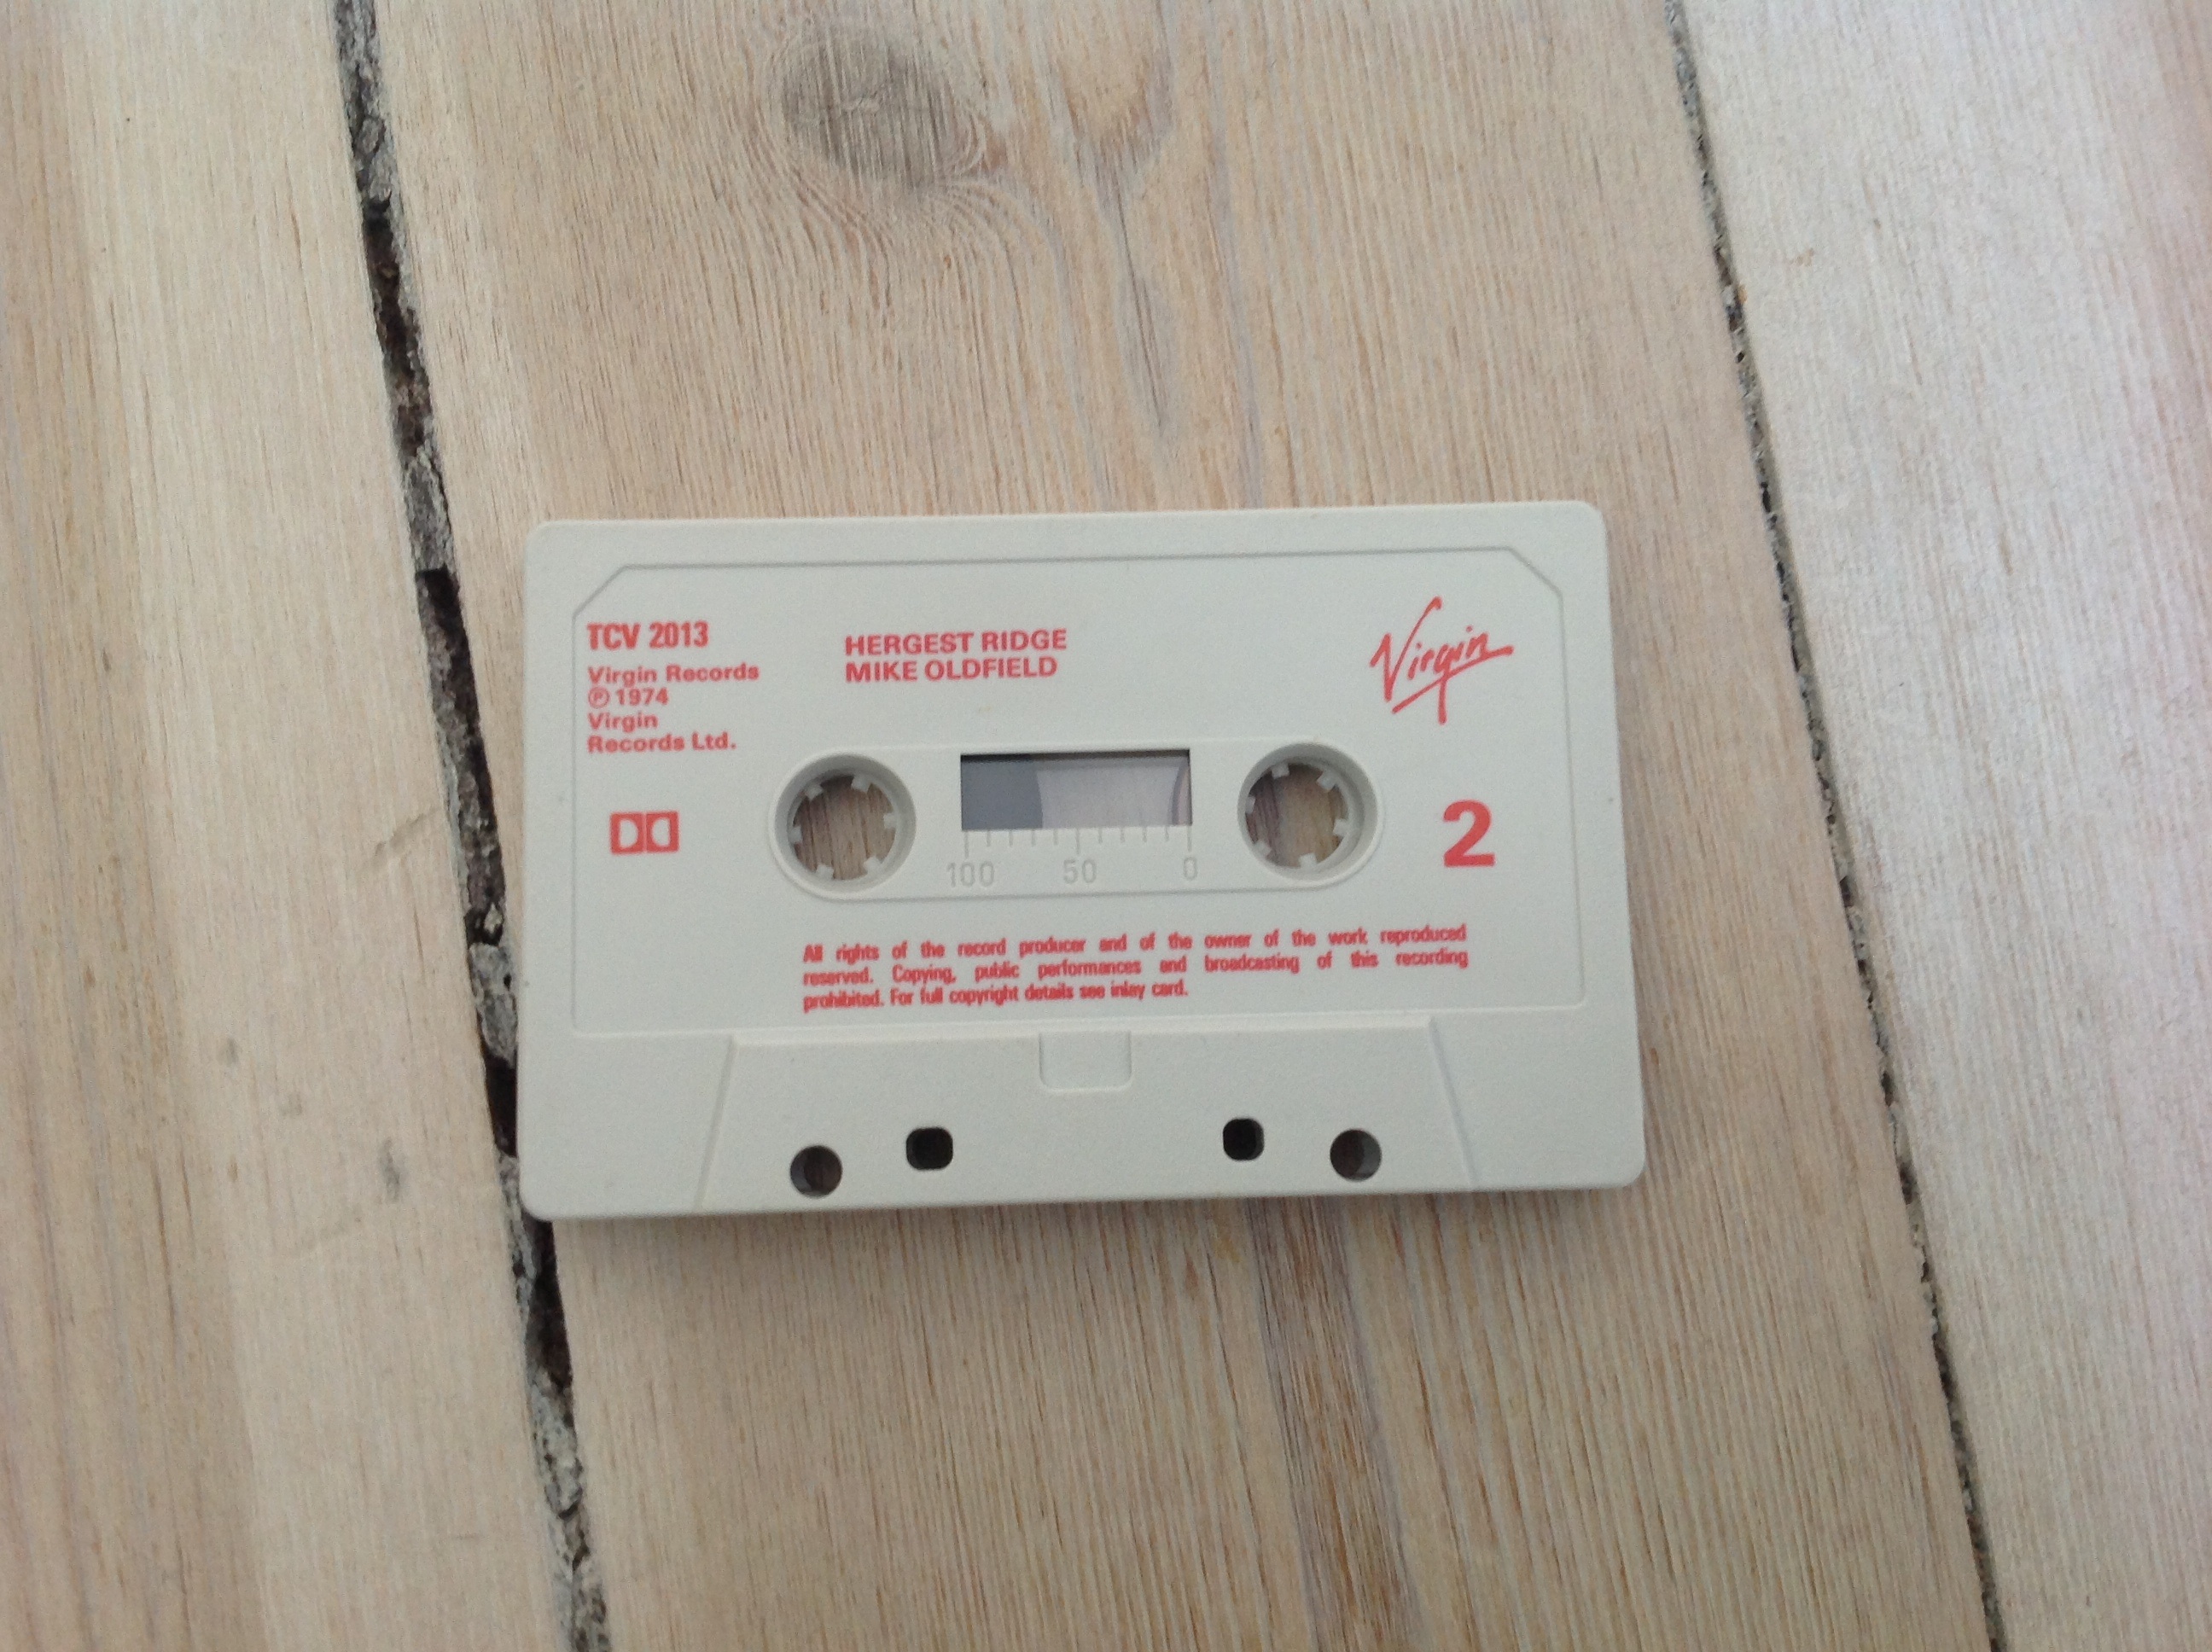 TCV 2013
Virgin Records
Ⓟ 1974
Virgin
Records Ltd.
HERGEST RIDGE
MIKE OLDFIELD
Virgin
2
100 50 0
All rights of the record producer and of the owner of the work reproduced
reserved. Copying, public performances and broadcasting of this recording
prohibited. For full copyright details see inlay card.